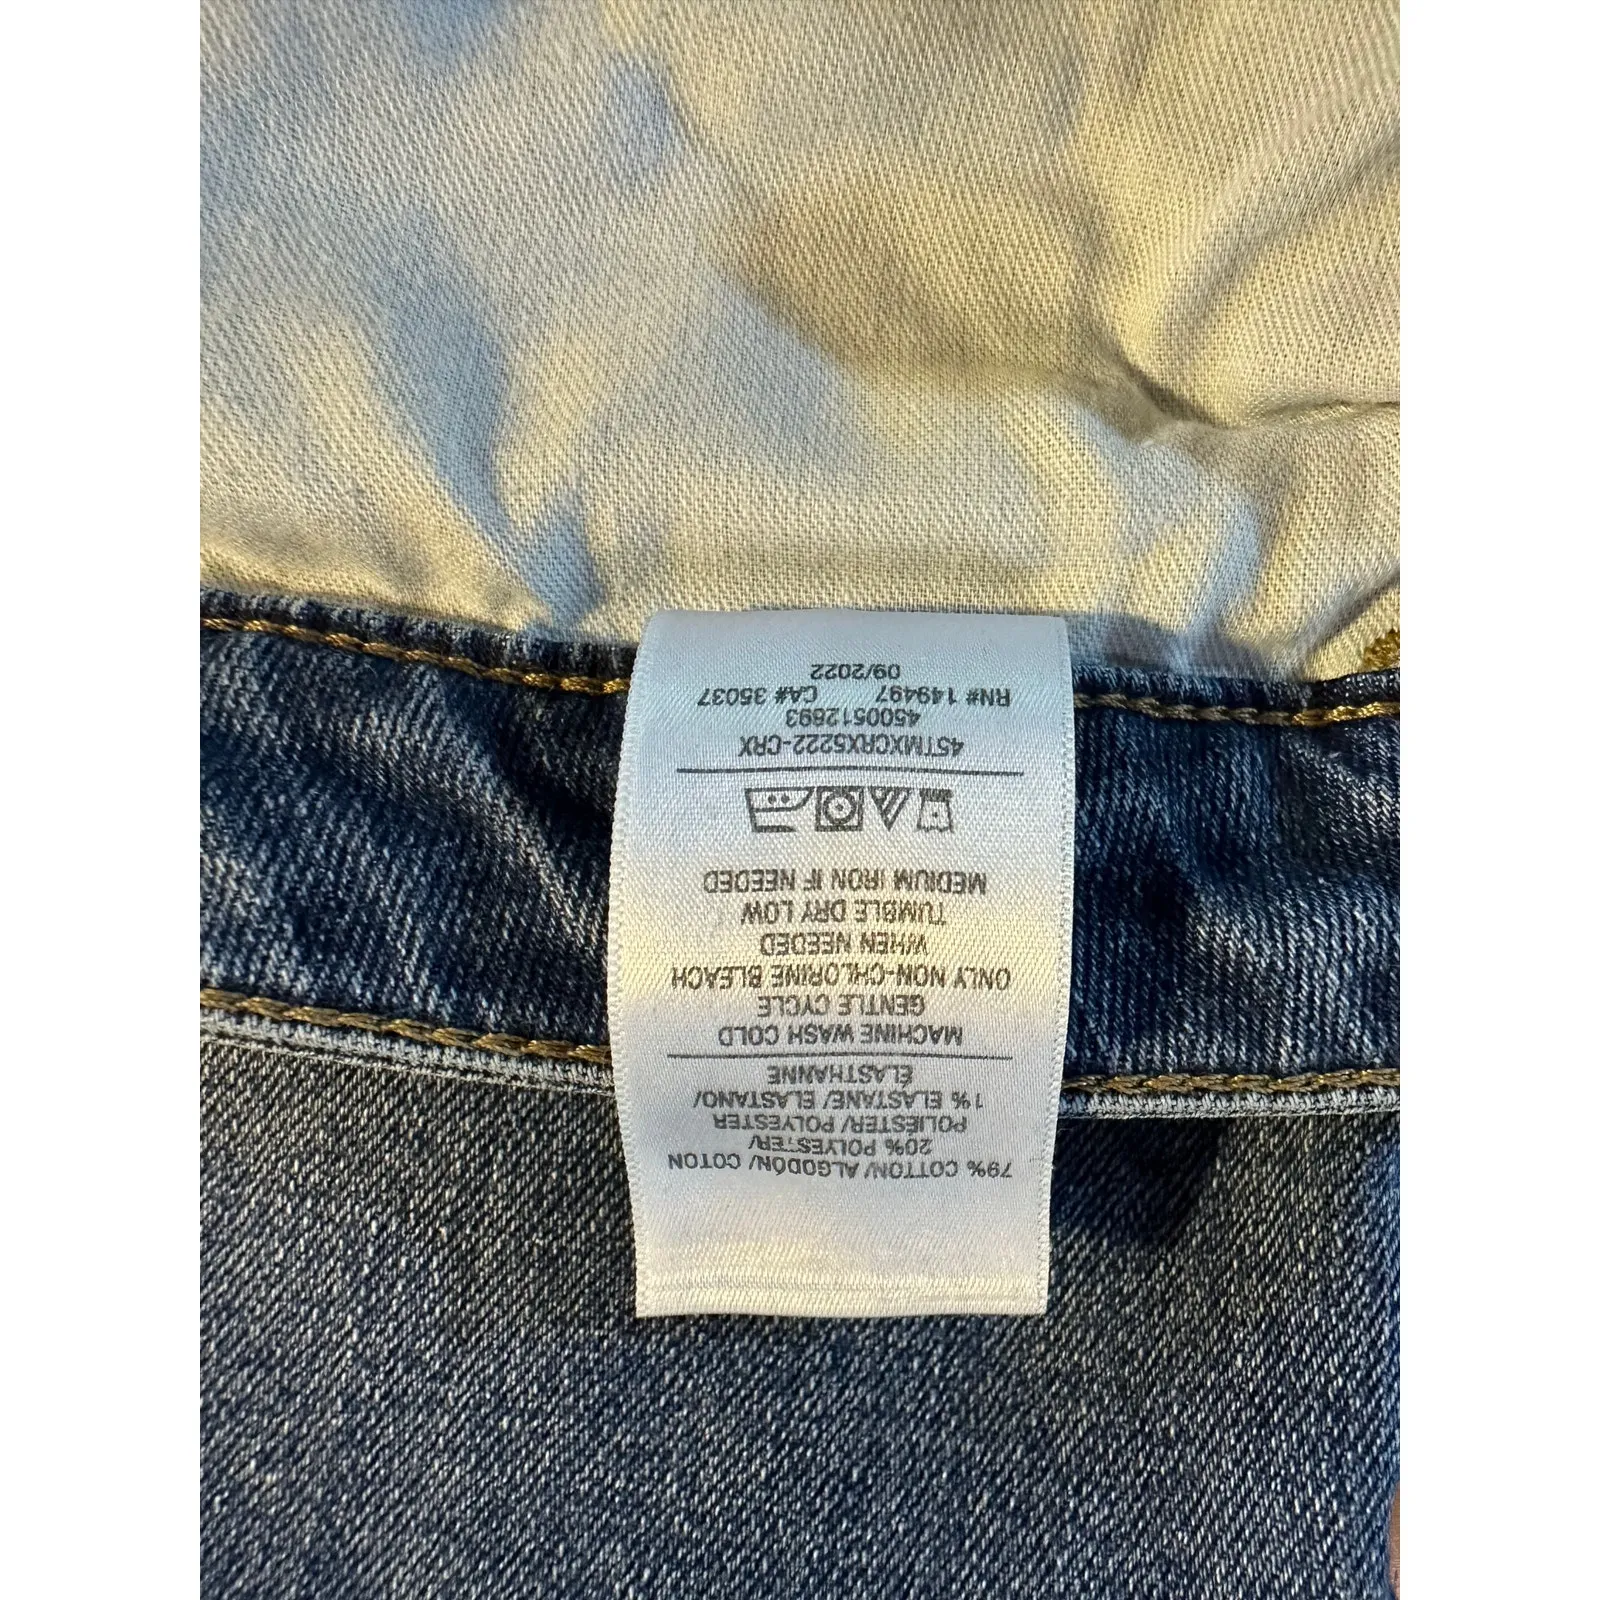 79% COTTON/ ALGODÓN/ COTON
20% POLYESTER/
POLIESTER/ POLYESTER
1% ELASTANE/ ELASTANO/
ÉLASTHANNE
MACHINE WASH COLD
GENTLE CYCLE
ONLY NON-CHLORINE BLEACH
WHEN NEEDED
TUMBLE DRY LOW
MEDIUM IRON IF NEEDED
4STMXCRX5222-CRX
4500512893
RN# 149497 CA# 35037
09/2022